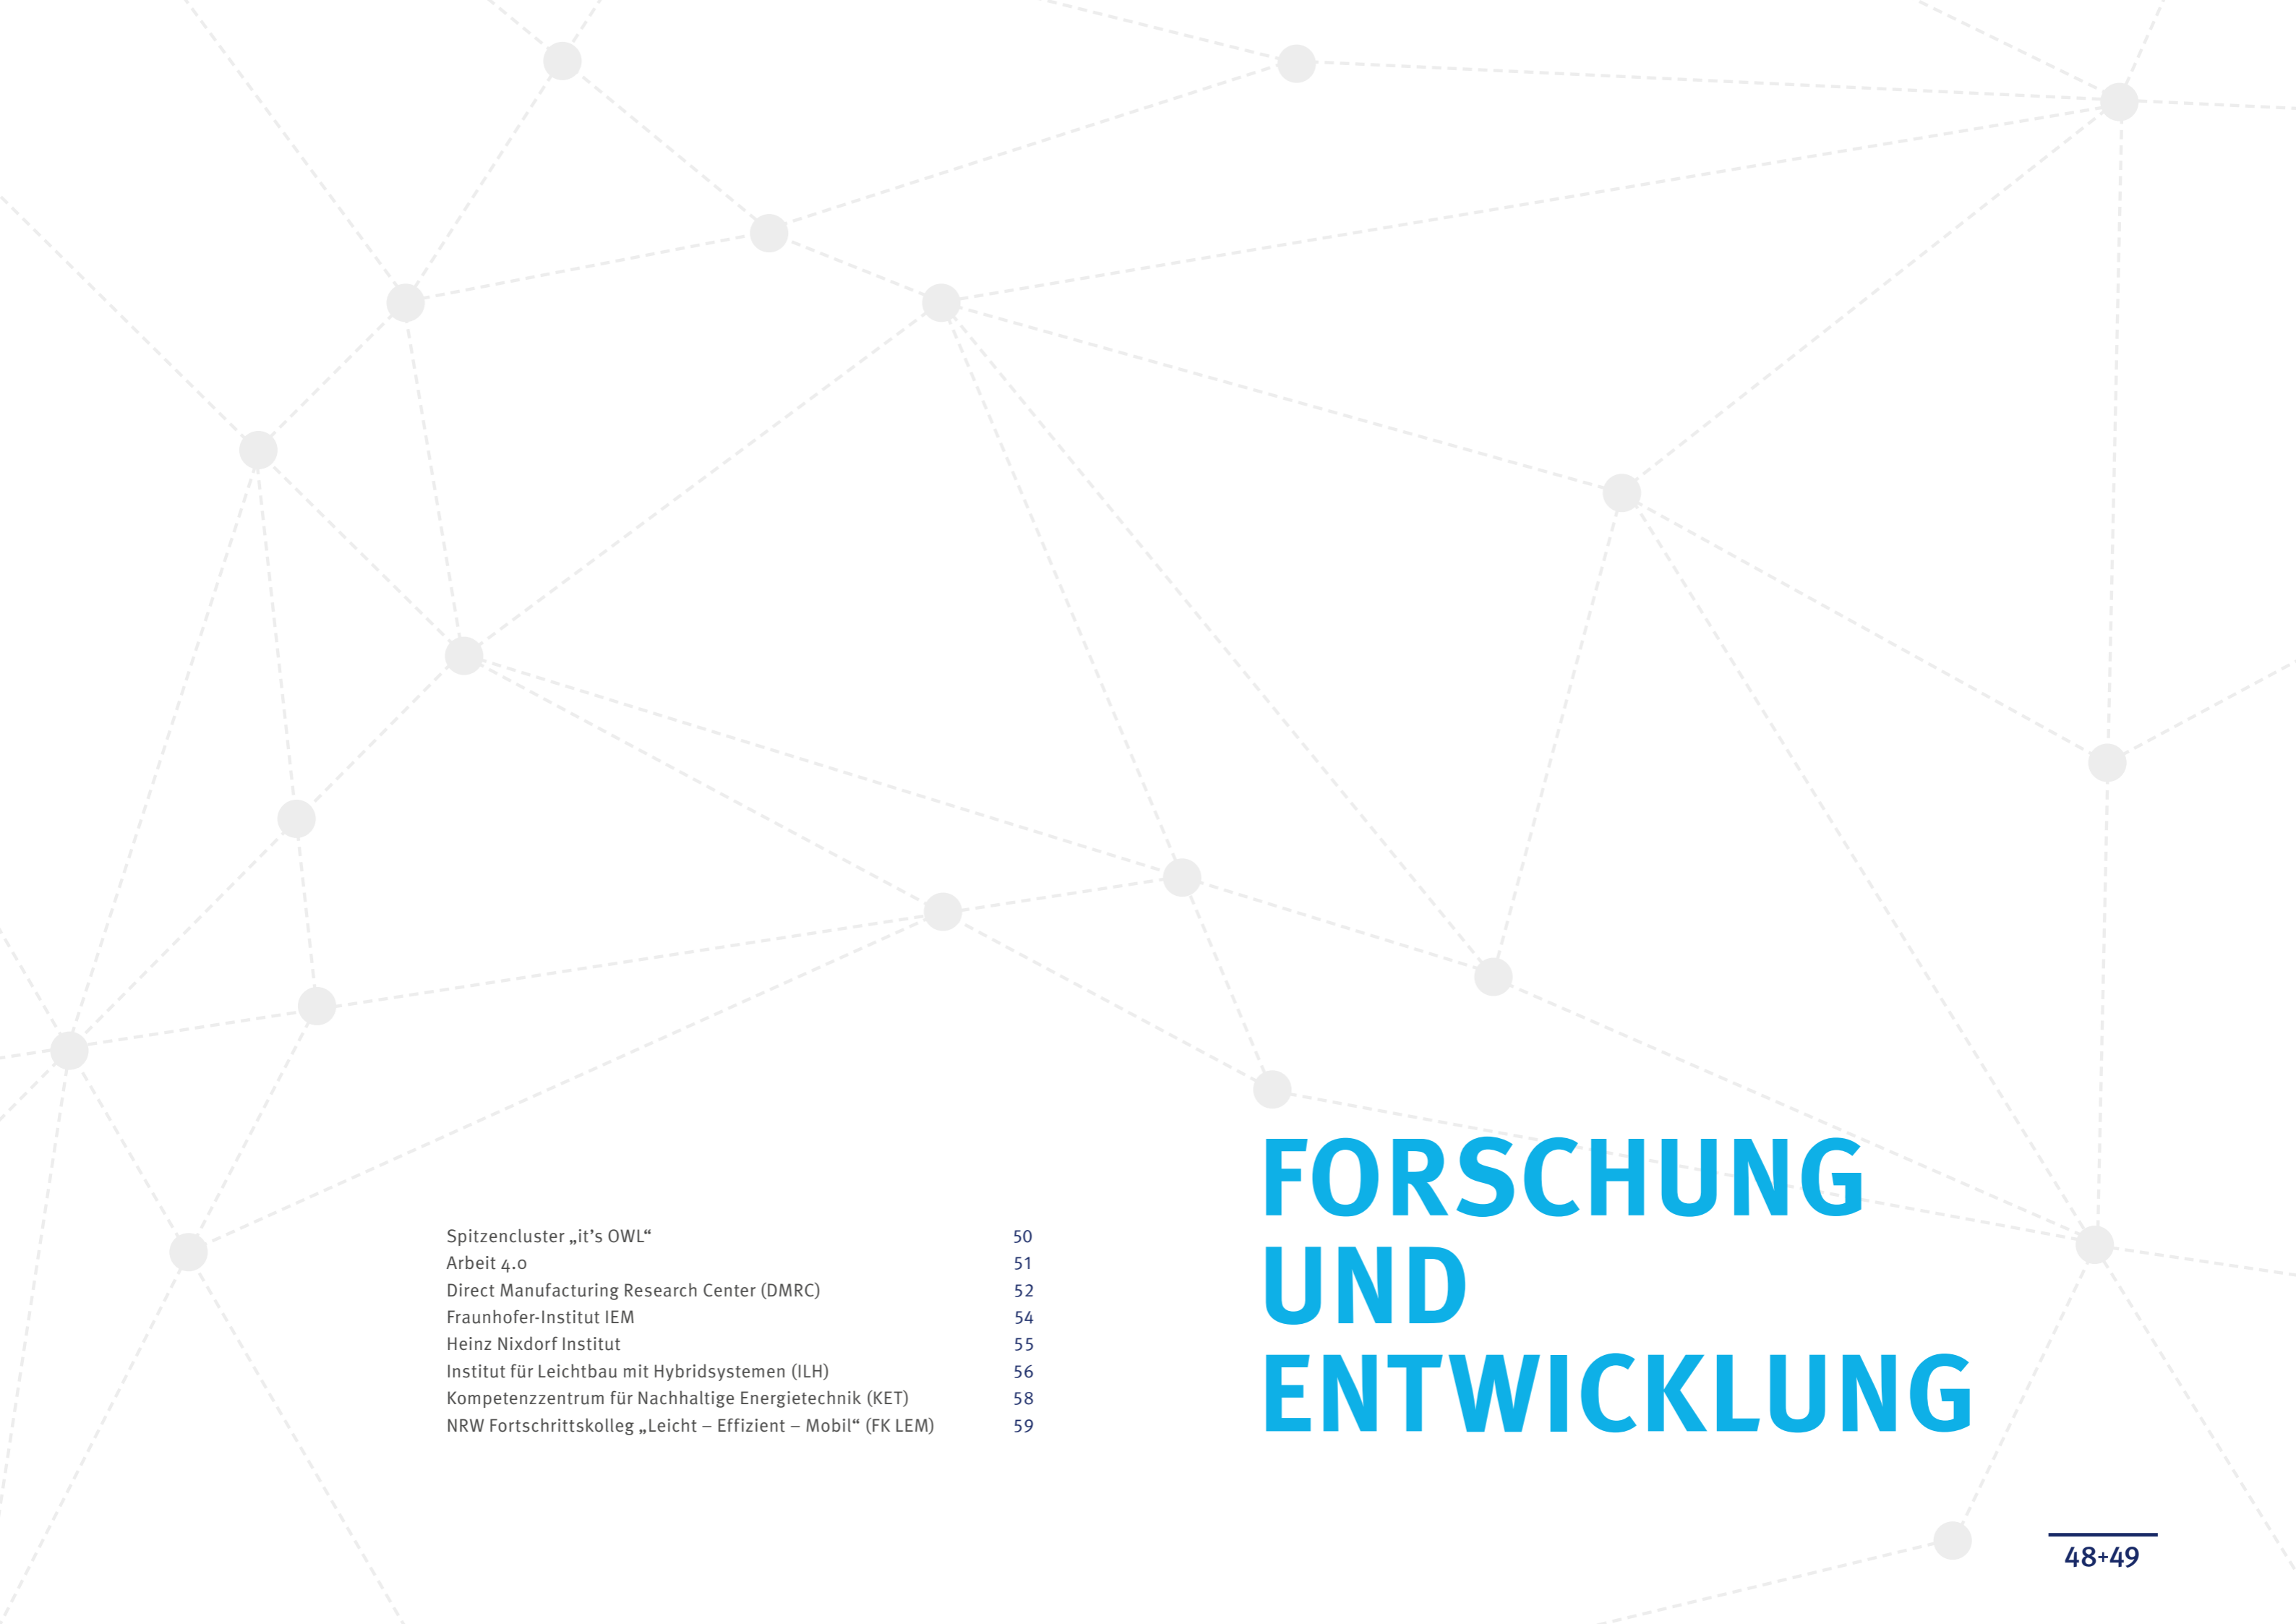 Spitzencluster „it’s OWL“ 50
Arbeit 4.0 51
Direct Manufacturing Research Center (DMRC) 52
Fraunhofer-Institut IEM 54
Heinz Nixdorf Institut 55
Institut für Leichtbau mit Hybridsystemen (ILH) 56
Kompetenzzentrum für Nachhaltige Energietechnik (KET) 58
NRW Fortschrittskolleg „Leicht – Effizient – Mobil“ (FK LEM) 59
FORSCHUNG
UND
ENTWICKLUNG
48+49